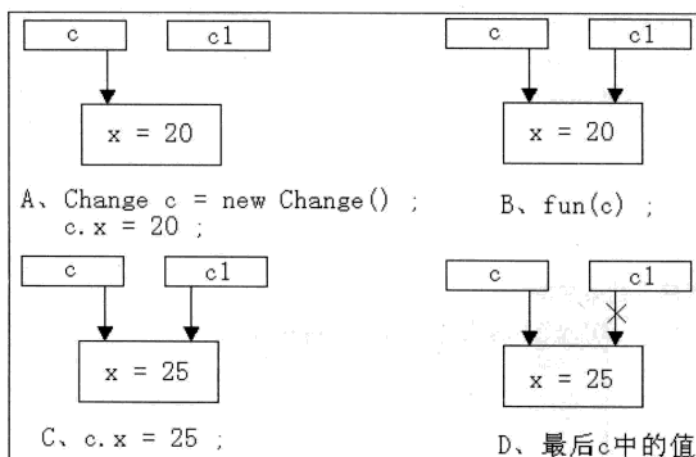 c c1
x = 20
A、Change c = new Change() ;
c.x = 20 ;
c c1
x = 20
B、fun(c) ;
c c1
x = 25
C、c.x = 25 ;
c c1
x = 25
D、最后c中的值